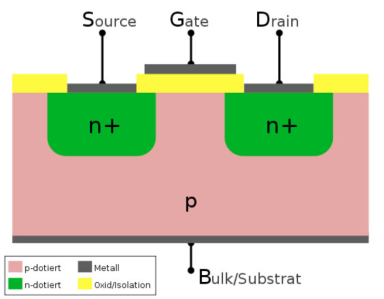 Source Gate Drain
n+ n+
p
p-dotiert Metall
n-dotiert Oxid/Isolation
Bulk/Substrat